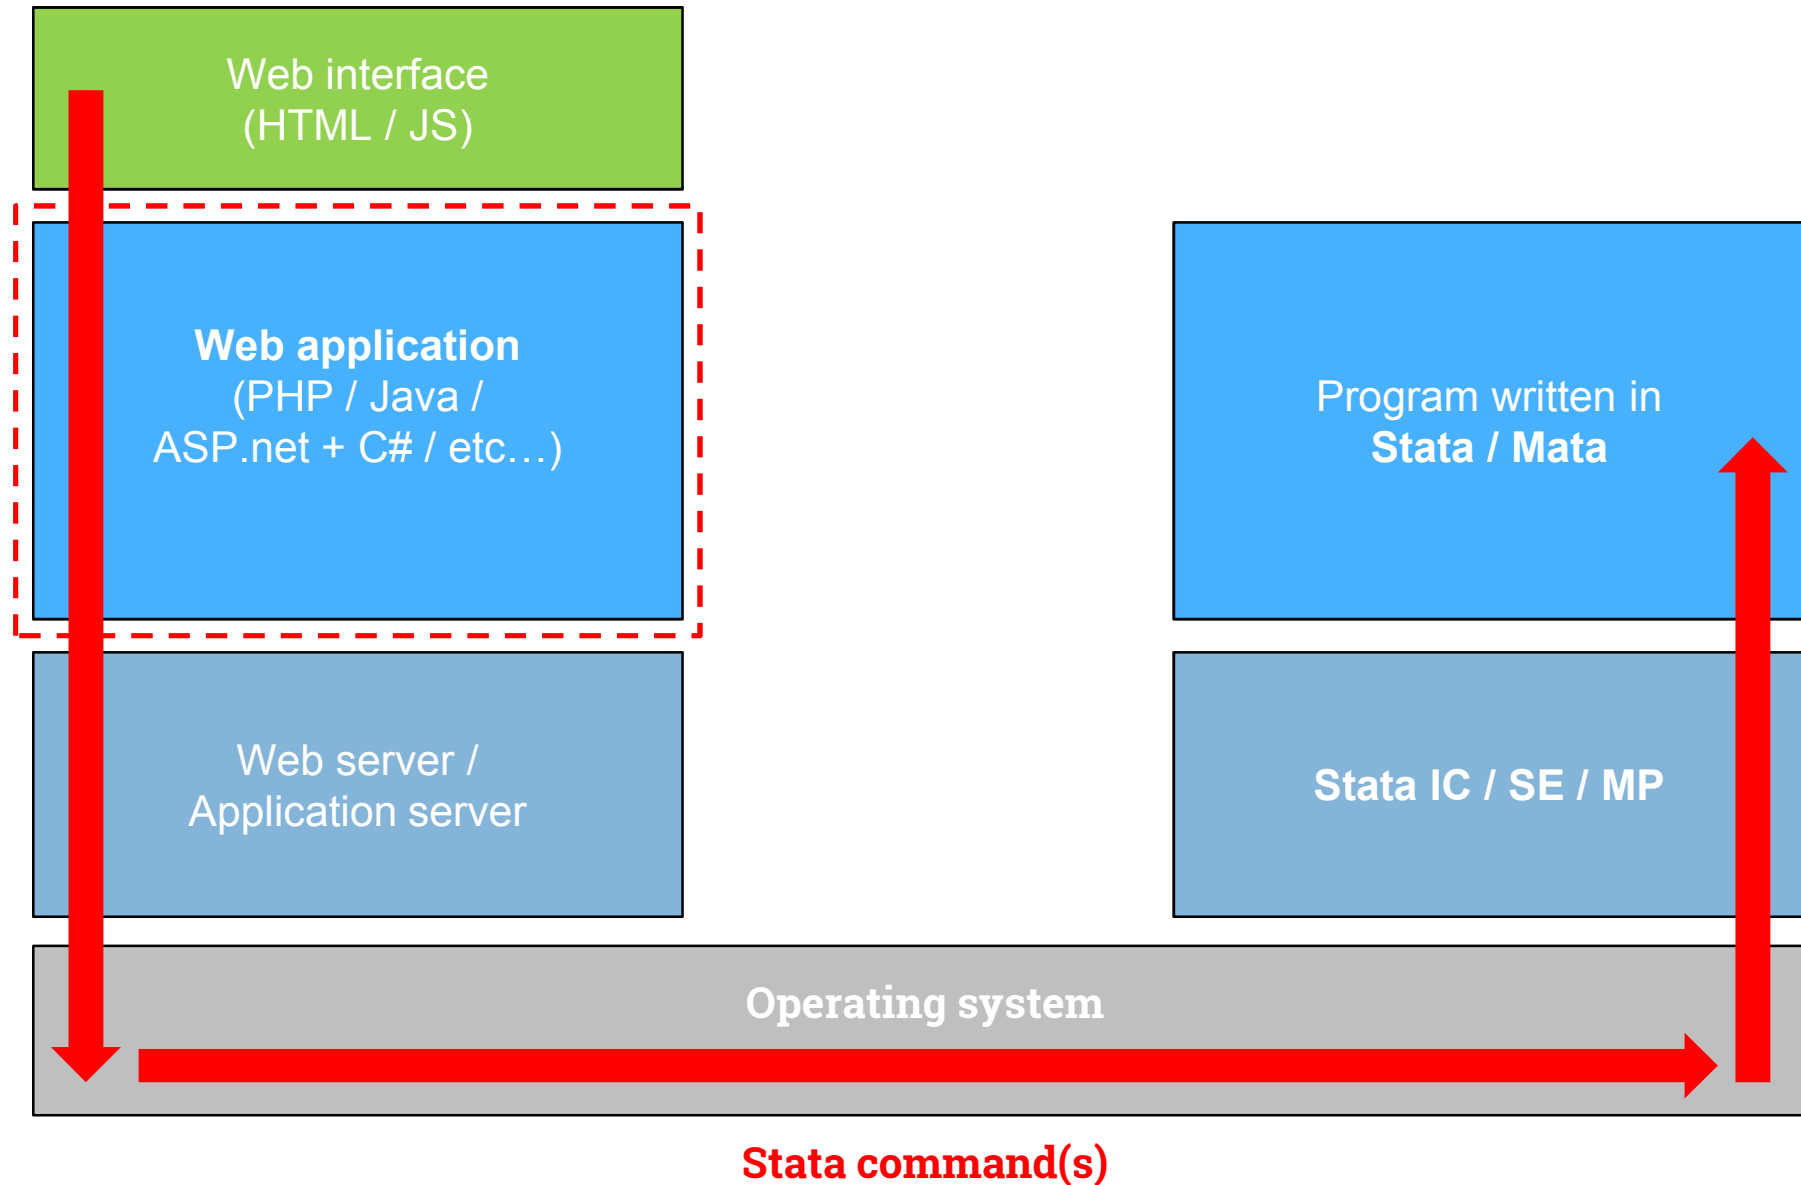 Web interface
(HTML / JS)
Web application
(PHP / Java /
ASP.net + C# / etc…)
Program written in
Stata / Mata
Web server /
Application server
Stata IC / SE / MP
Operating system
Stata command(s)